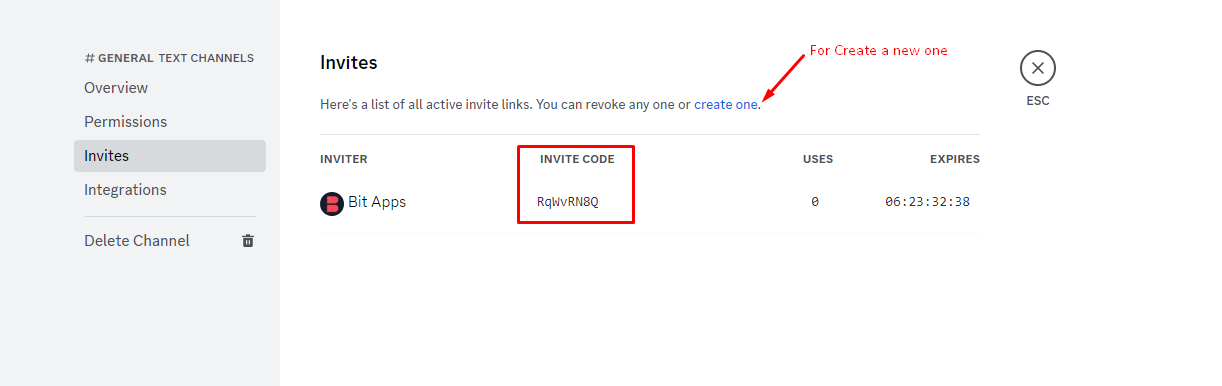 # GENERAL TEXT CHANNELS
Overview
Permissions
Invites
Integrations
Delete Channel
Invites
For Create a new one
ESC
Here's a list of all active invite links. You can revoke any one or create one.
INVITER INVITE CODE USES EXPIRES
Bit Apps RqWvRN8Q 0 06:23:32:38